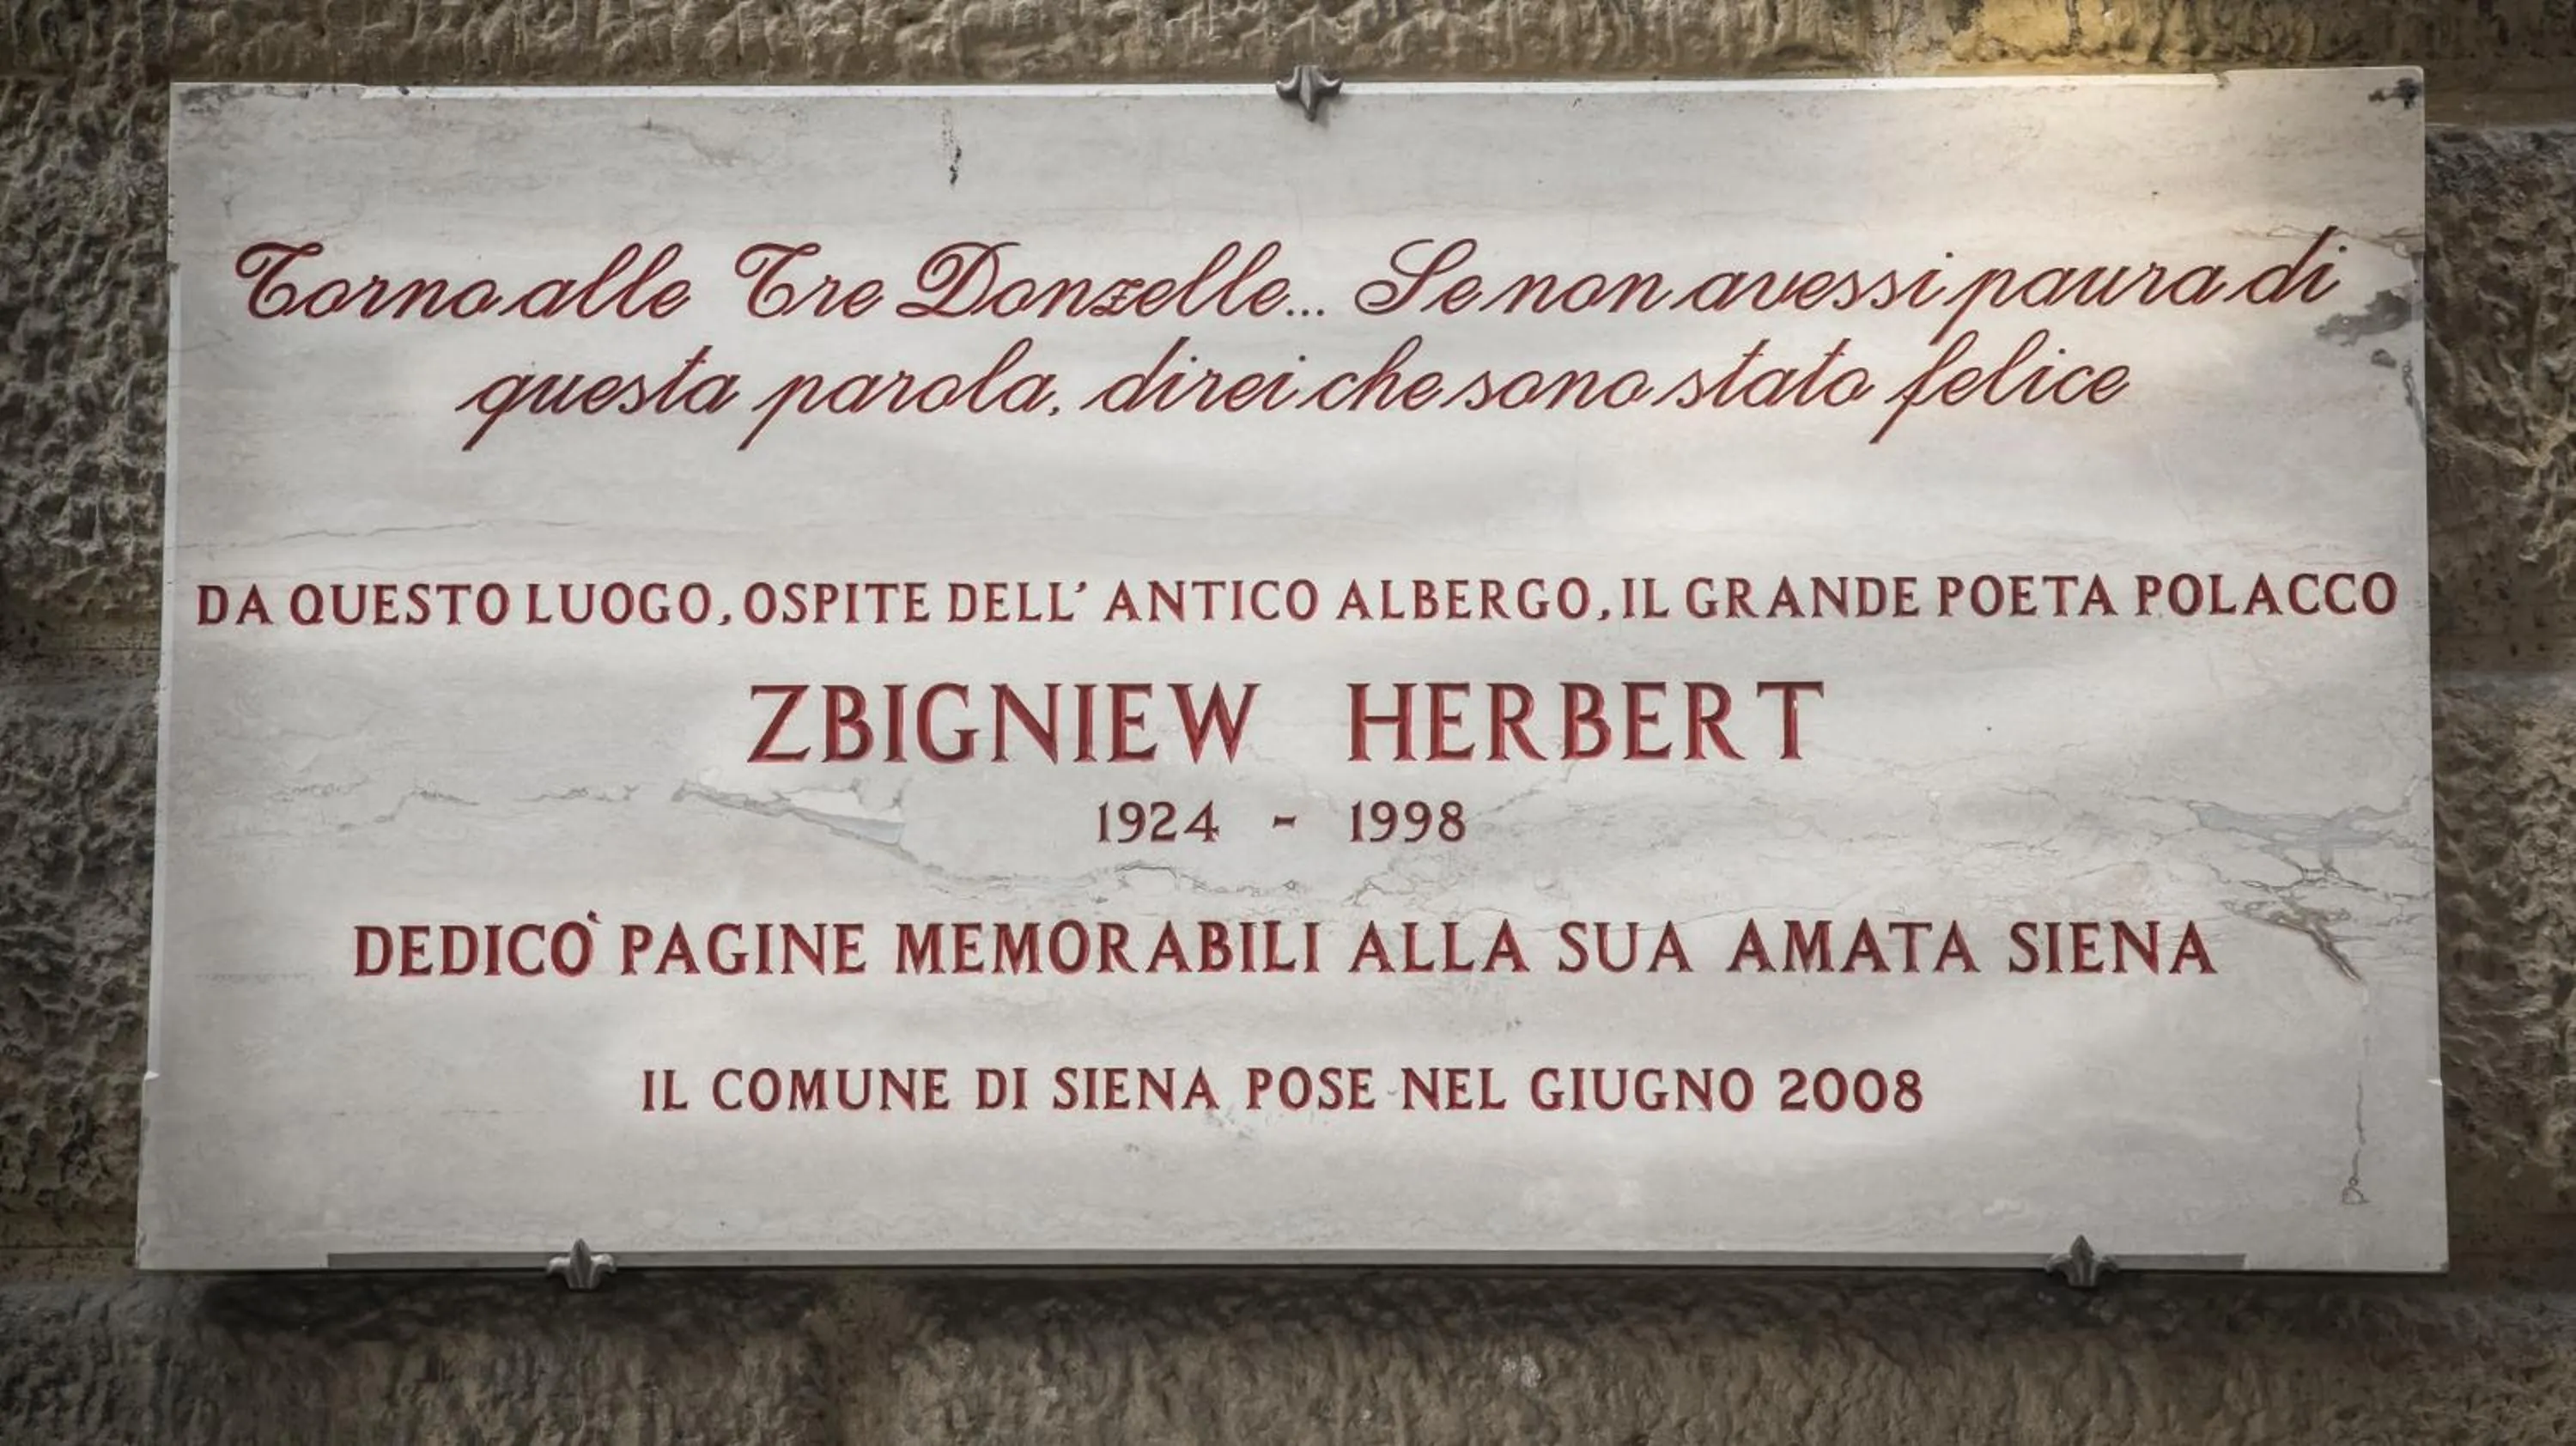 Torno alle Tre Donzelle... Se non avessi paura di
questa parola, direi che sono stato felice
DA QUESTO LUOGO, OSPITE DELL' ANTICO ALBERGO, IL GRANDE POETA POLACCO
ZBIGNIEW HERBERT
1924 - 1998
DEDICO' PAGINE MEMORABILI ALLA SUA AMATA SIENA
IL COMUNE DI SIENA POSE NEL GIUGNO 2008